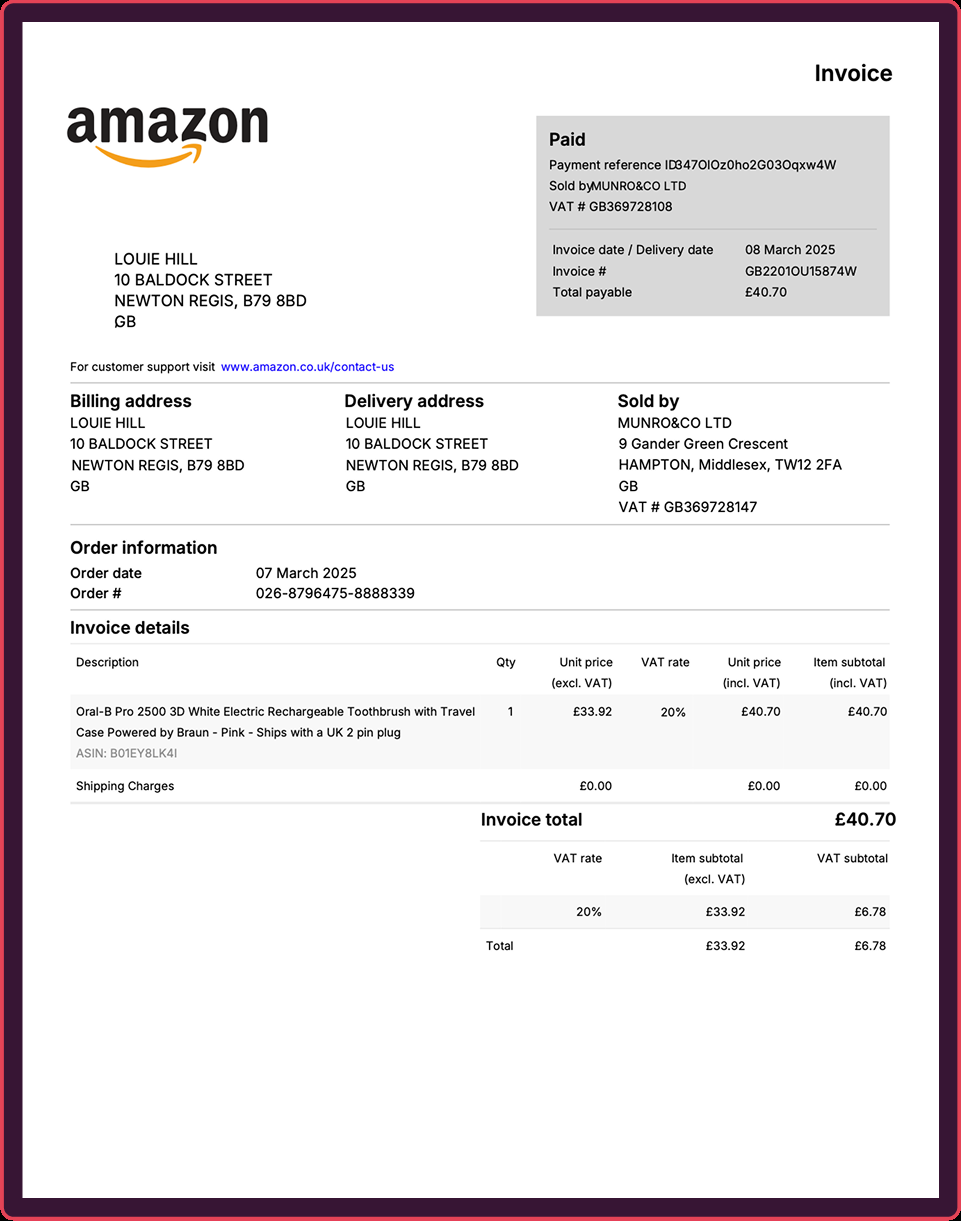 Invoice
amazon
Paid
Payment reference ID347OIOz0ho2G03Oqxw4W
Sold byMUNRO&CO LTD
VAT # GB369728108
Invoice date / Delivery date 08 March 2025
Invoice # GB2201OU15874W
Total payable £40.70
LOUIE HILL
10 BALDOCK STREET
NEWTON REGIS, B79 8BD
GB
For customer support visit www.amazon.co.uk/contact-us
Billing address Delivery address Sold by
LOUIE HILL LOUIE HILL MUNRO&CO LTD
10 BALDOCK STREET 10 BALDOCK STREET 9 Gander Green Crescent
NEWTON REGIS, B79 8BD NEWTON REGIS, B79 8BD HAMPTON, Middlesex, TW12 2FA
GB GB GB
VAT # GB369728147
Order information
Order date 07 March 2025
Order # 026-8796475-8888339
Invoice details
Description Qty Unit price VAT rate Unit price Item subtotal
(excl. VAT) (incl. VAT) (incl. VAT)
Oral-B Pro 2500 3D White Electric Rechargeable Toothbrush with Travel 1 £33.92 20% £40.70 £40.70
Case Powered by Braun - Pink - Ships with a UK 2 pin plug
ASIN: B01EY8LK4I
Shipping Charges £0.00 £0.00 £0.00
Invoice total £40.70
VAT rate Item subtotal VAT subtotal
(excl. VAT)
20% £33.92 £6.78
Total £33.92 £6.78